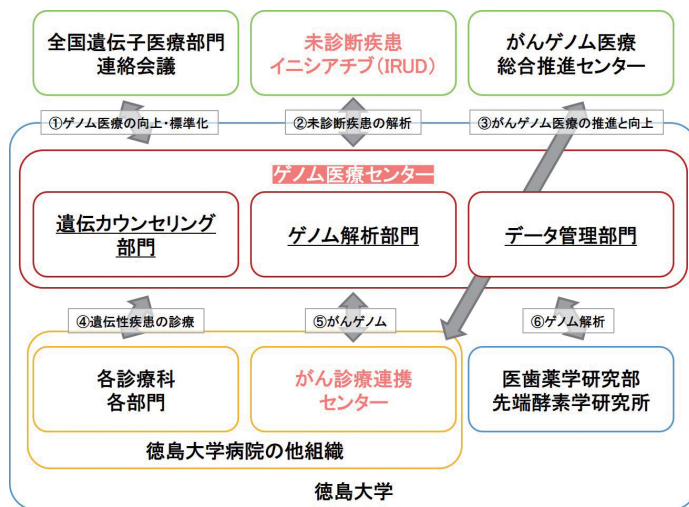 全国遺伝子医療部門
連絡会議
未診断疾患
イニシアチブ(IRUD)
がんゲノム医療
総合推進センター
①ゲノム医療の向上・標準化
②未診断疾患の解析
③がんゲノム医療の推進と向上
ゲノム医療センター
遺伝カウンセリング
部門
ゲノム解析部門
データ管理部門
④遺伝性疾患の診療
⑤がんゲノム
⑥ゲノム解析
各診療科
各部門
がん診療連携
センター
医歯薬学研究部
先端酵素学研究所
徳島大学病院の他組織
徳島大学